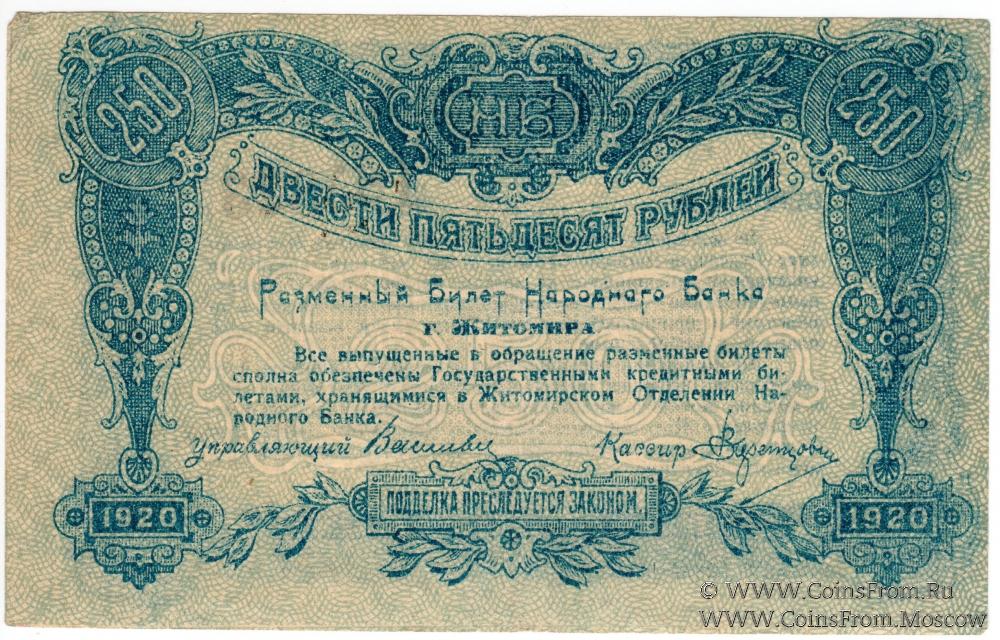 250
НБ
250
ДВЕСТИ ПЯТЬДЕСЯТ РУБЛЕЙ
Разменный Билет Народнаго Банка
г. Житомира
Все выпущенные в обращение разменные билеты
сполна обезпечены Государственными кредитными би-
летами, хранящимися в Житомирском Отделении На-
родного Банка.
Управляющий
Кассир
1920
ПОДДЕЛКА ПРЕСЛЕДУЕТСЯ ЗАКОНОМ.
1920
© WWW.CoinsFrom.Ru
WWW.CoinsFrom.Moscow